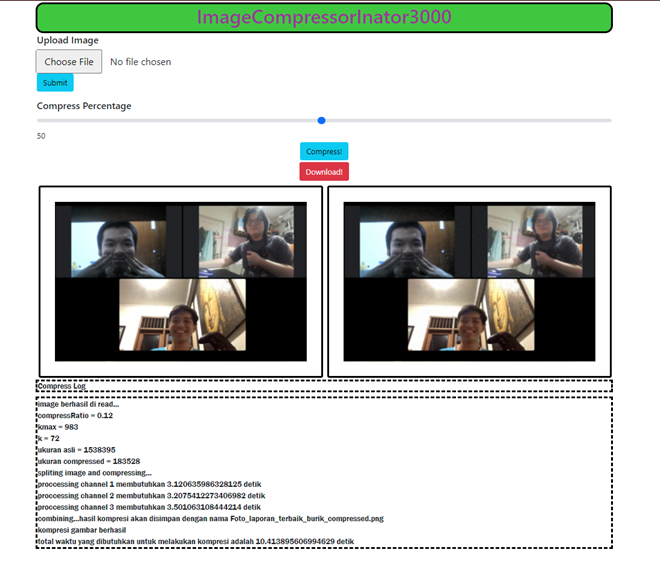 ImageCompressorInator3000
Upload Image
Choose File No file chosen
Submit
Compress Percentage
50
Compress!
Download!
Compress Log
image berhasil di read...
compressRatio = 0.12
kmax = 983
k = 72
ukuran asli = 1538395
ukuran compressed = 183528
spliting image and compressing...
proccessing channel 1 membutuhkan 3.120635986328125 detik
proccessing channel 2 membutuhkan 3.2075412273406982 detik
proccessing channel 3 membutuhkan 3.501063108444214 detik
combining...hasil kompresi akan disimpan dengan nama Foto_laporan_terbaik_burik_compressed.png
kompresi gambar berhasil
total waktu yang dibutuhkan untuk melakukan kompresi adalah 10.413895606994629 detik